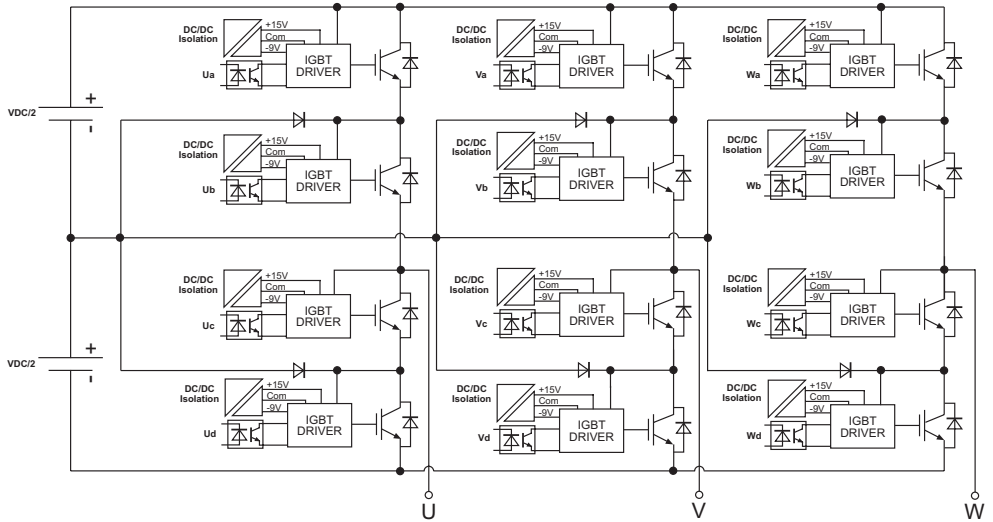 DC/DC Isolation +15V Com -9V IGBT DRIVER Ua
DC/DC Isolation +15V Com -9V IGBT DRIVER Va
DC/DC Isolation +15V Com -9V IGBT DRIVER Wa
+
VDC/2
-
DC/DC Isolation +15V Com -9V IGBT DRIVER Ub
DC/DC Isolation +15V Com -9V IGBT DRIVER Vb
DC/DC Isolation +15V Com -9V IGBT DRIVER Wb
DC/DC Isolation +15V Com -9V IGBT DRIVER Uc
DC/DC Isolation +15V Com -9V IGBT DRIVER Vc
DC/DC Isolation +15V Com -9V IGBT DRIVER Wc
+
VDC/2
-
DC/DC Isolation +15V Com -9V IGBT DRIVER Ud
DC/DC Isolation +15V Com -9V IGBT DRIVER Vd
DC/DC Isolation +15V Com -9V IGBT DRIVER Wd
U V W